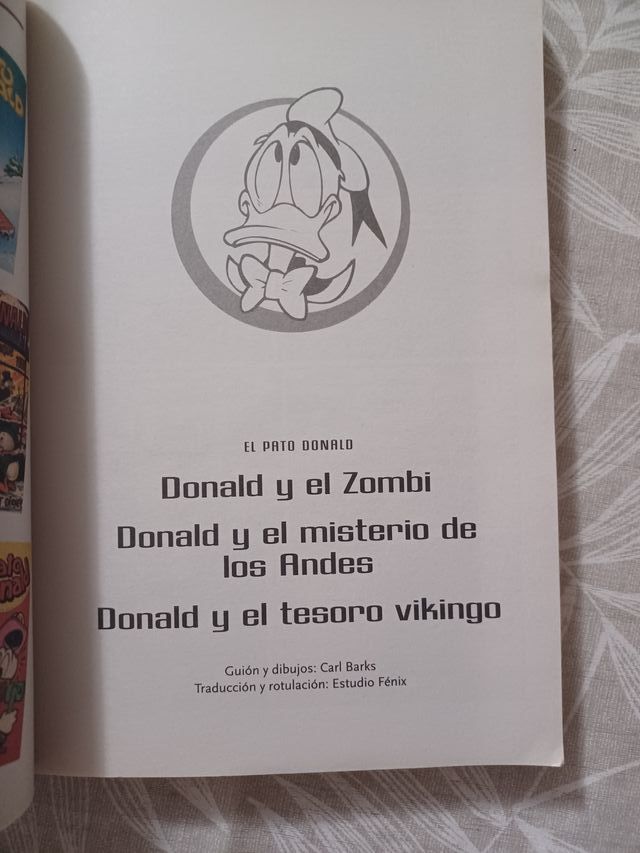 EL PATO DONALD
Donald y el Zombi
Donald y el misterio de
los Andes
Donald y el tesoro vikingo
Guión y dibujos: Carl Barks
Traducción y rotulación: Estudio Fénix